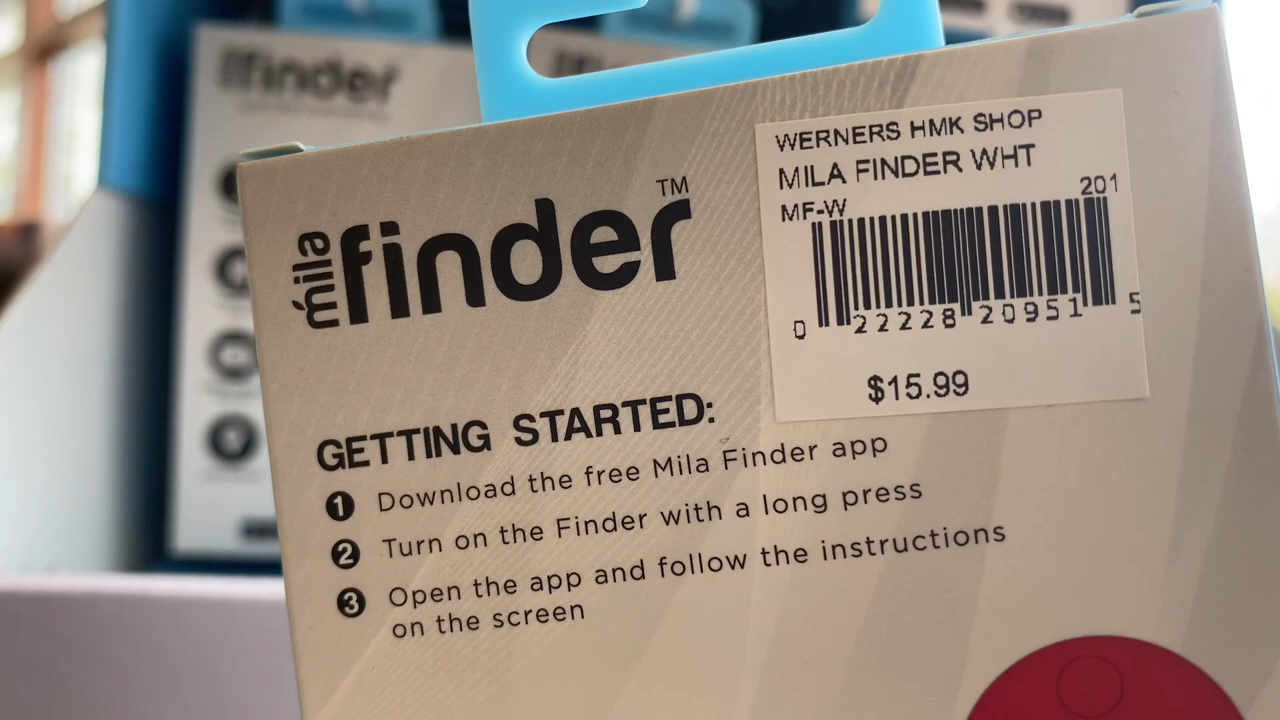 finder
mila finder™
WERNERS HMK SHOP
MILA FINDER WHT
201
MF-W
0 22228 20951 5
$15.99
GETTING STARTED:
1 Download the free Mila Finder app
2 Turn on the Finder with a long press
3 Open the app and follow the instructions
on the screen